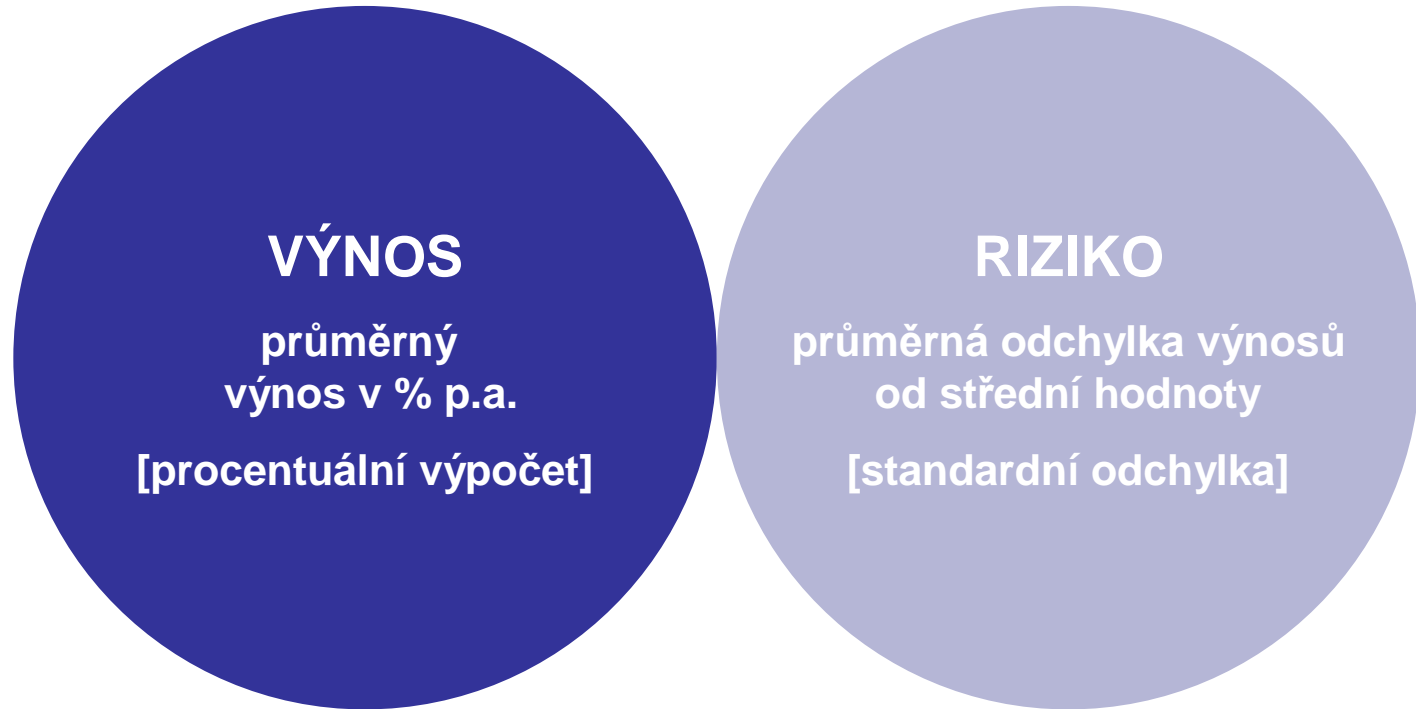 VÝNOS
průměrný
výnos v % p.a.
[procentuální výpočet]
RIZIKO
průměrná odchylka výnosů
od střední hodnoty
[standardní odchylka]